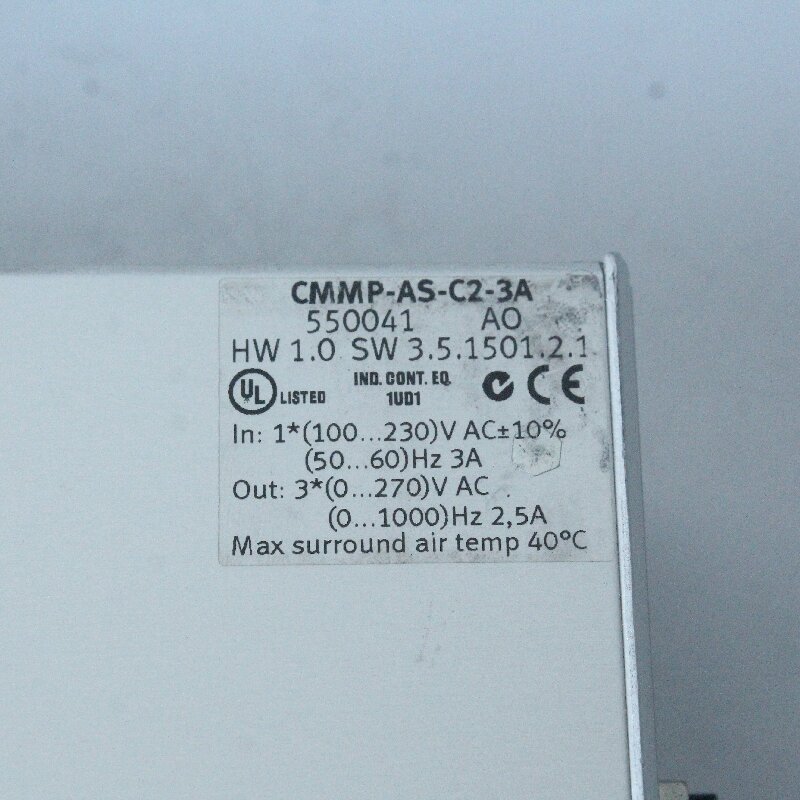 CMMP-AS-C2-3A
550041 AO
HW 1.0 SW 3.5.1501.2.1
UL LISTED IND. CONT. EQ. 1UD1 CE
In: 1*(100...230)V AC±10%
(50...60)Hz 3A
Out: 3*(0...270)V AC
(0...1000)Hz 2,5A
Max surround air temp 40°C